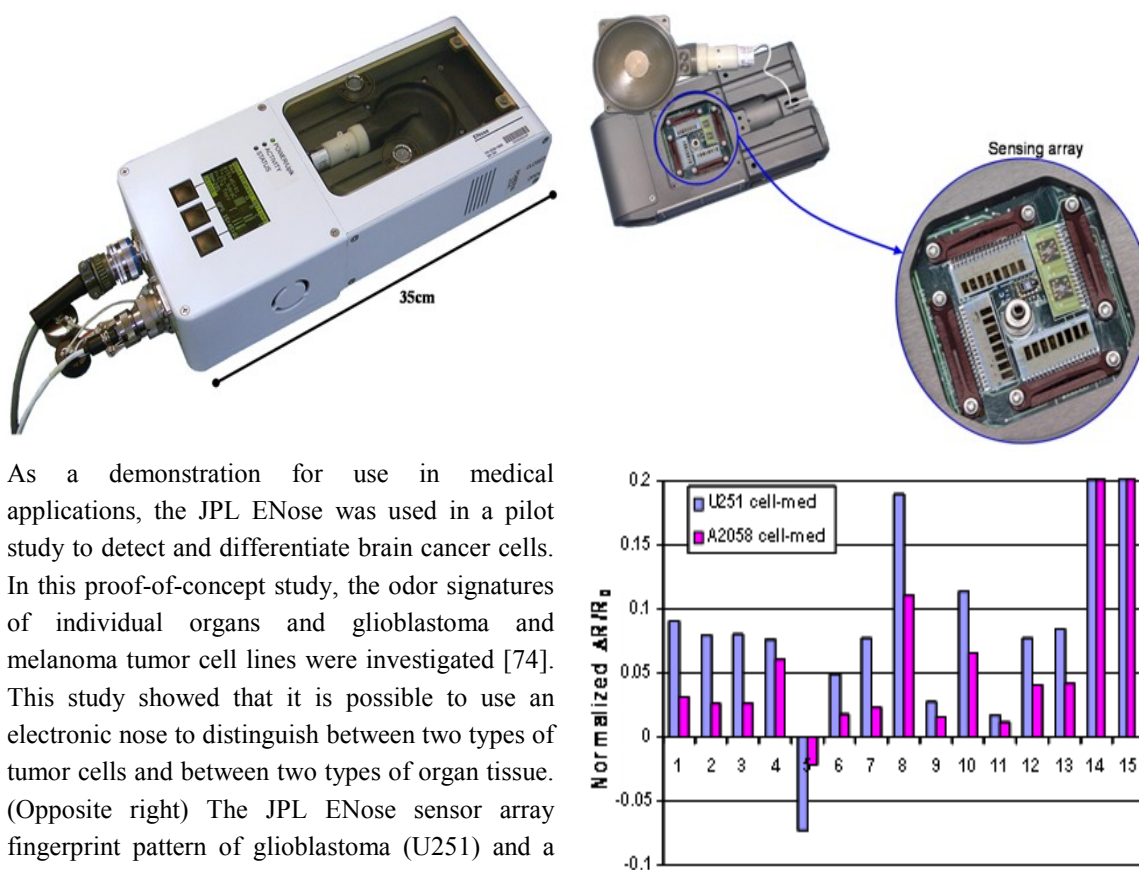 POWER/LINK
ACTIVITY
STATUS
ENose
35cm
Sensing array
As a demonstration for use in medical
applications, the JPL ENose was used in a pilot
study to detect and differentiate brain cancer cells.
In this proof-of-concept study, the odor signatures
of individual organs and glioblastoma and
melanoma tumor cell lines were investigated [74].
This study showed that it is possible to use an
electronic nose to distinguish between two types of
tumor cells and between two types of organ tissue.
(Opposite right) The JPL ENose sensor array
fingerprint pattern of glioblastoma (U251) and a
Normalized ΔR/R₀
0.2
0.15
0.1
0.05
0
-0.05
-0.1
U251 cell-med
A2058 cell-med
1 2 3 4 5 6 7 8 9 10 11 12 13 14 15